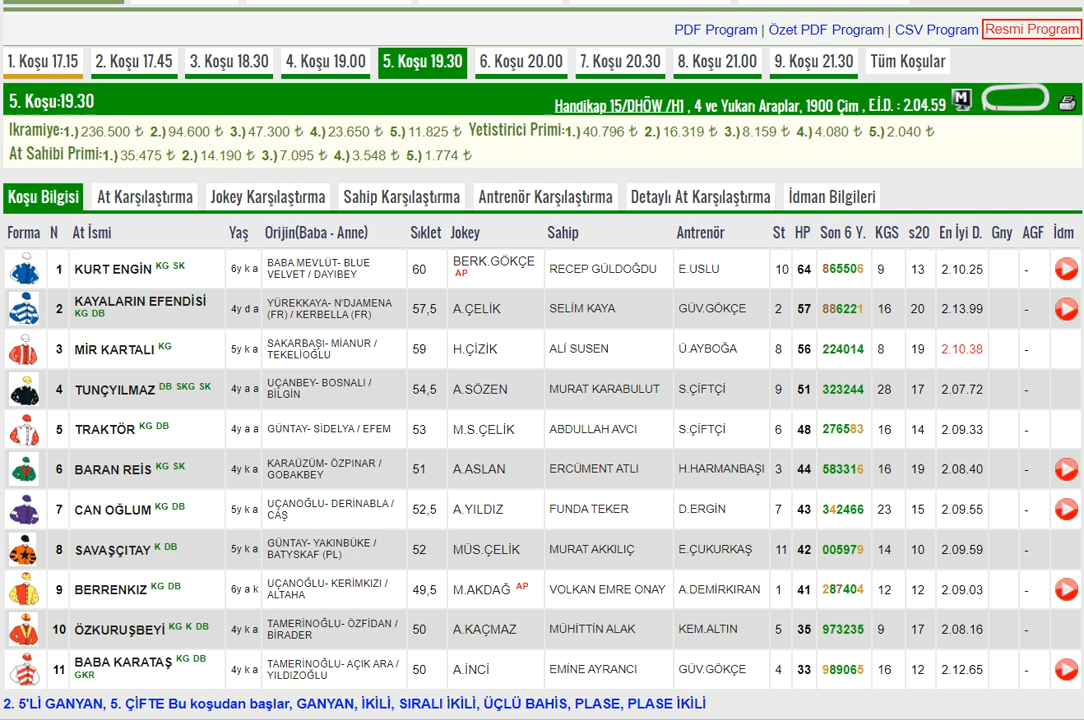 PDF Program | Özet PDF Program | CSV Program Resmi Program
1. Koşu 17.15 2. Koşu 17.45 3. Koşu 18.30 4. Koşu 19.00 5. Koşu 19.30 6. Koşu 20.00 7. Koşu 20.30 8. Koşu 21.00 9. Koşu 21.30 Tüm Koşular
5. Koşu:19.30 Handikap 15/DHÖW /H1 , 4 ve Yukarı Araplar, 1900 Çim , E.İ.D. : 2.04.59 M
Ikramiye:1.) 236.500 ₺ 2.) 94.600 ₺ 3.) 47.300 ₺ 4.) 23.650 ₺ 5.) 11.825 ₺ Yetistirici Primi:1.) 40.796 ₺ 2.) 16.319 ₺ 3.) 8.159 ₺ 4.) 4.080 ₺ 5.) 2.040 ₺
At Sahibi Primi:1.) 35.475 ₺ 2.) 14.190 ₺ 3.) 7.095 ₺ 4.) 3.548 ₺ 5.) 1.774 ₺
Koşu Bilgisi At Karşılaştırma Jokey Karşılaştırma Sahip Karşılaştırma Antrenör Karşılaştırma Detaylı At Karşılaştırma İdman Bilgileri
Forma N At İsmi Yaş Orijin(Baba - Anne) Sıklet Jokey Sahip Antrenör St HP Son 6 Y. KGS s20 En İyi D. Gny AGF İdm
1 KURT ENGİN KG SK 6y k a BABA MEVLÜT- BLUE VELVET / DAYIBEY 60 BERK.GÖKÇE AP RECEP GÜLDOĞDU E.USLU 10 64 865506 9 13 2.10.25 -
2 KAYALARIN EFENDİSİ KG DB 4y d a YÜREKKAYA- N'DJAMENA (FR) / KERBELLA (FR) 57,5 A.ÇELİK SELİM KAYA GÜV.GÖKÇE 2 57 886221 16 20 2.13.99 -
3 MİR KARTALI KG 5y k a SAKARBAŞI- MİANUR / TEKELİOĞLU 59 H.ÇİZİK ALİ SUSEN Ü.AYBOĞA 8 56 224014 8 19 2.10.38 -
4 TUNÇYILMAZ DB SKG SK 4y a a UÇANBEY- BOSNALI / BİLGİN 54,5 A.SÖZEN MURAT KARABULUT S.ÇİFTÇİ 9 51 323244 28 17 2.07.72 -
5 TRAKTÖR KG DB 4y a a GÜNTAY- SİDELYA / EFEM 53 M.S.ÇELİK ABDULLAH AVCI S.ÇİFTÇİ 6 48 276583 16 14 2.09.33 -
6 BARAN REİS KG SK 4y k a KARAÜZÜM- ÖZPINAR / GOBAKBEY 51 A.ASLAN ERCÜMENT ATLI H.HARMANBAŞI 3 44 583316 16 19 2.08.40 -
7 CAN OĞLUM KG DB 5y k a UÇANOĞLU- DERİNABLA / CÂŞ 52,5 A.YILDIZ FUNDA TEKER D.ERGİN 7 43 342466 23 15 2.09.55 -
8 SAVAŞÇITAY K DB 5y k a GÜNTAY- YAKINBÜKE / BATYSKAF (PL) 52 MÜS.ÇELİK MURAT AKKILIÇ E.ÇUKURKAŞ 11 42 005979 14 10 2.09.59 -
9 BERRENKIZ KG DB 6y a k UÇANOĞLU- KERİMKIZI / ALTAHA 49,5 M.AKDAĞ AP VOLKAN EMRE ONAY A.DEMİRKIRAN 1 41 287404 12 12 2.09.03 -
10 ÖZKURUŞBEYİ KG K DB 4y k a TAMERİNOĞLU- ÖZFİDAN / BİRADER 50 A.KAÇMAZ MÜHİTTİN ALAK KEM.ALTIN 5 35 973235 9 17 2.08.16 -
11 BABA KARATAŞ KG DB GKR 4y k a TAMERİNOĞLU- AÇIK ARA / YILDIZOĞLU 50 A.İNCİ EMİNE AYRANCI GÜV.GÖKÇE 4 33 989065 16 12 2.12.65 -
2. 5'Lİ GANYAN, 5. ÇİFTE Bu koşudan başlar, GANYAN, İKİLİ, SIRALI İKİLİ, ÜÇLÜ BAHİS, PLASE, PLASE İKİLİ